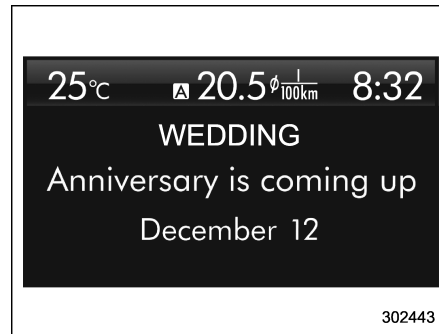 25℃ A 20.5 ∅ l/100km 8:32
WEDDING
Anniversary is coming up
December 12
302443